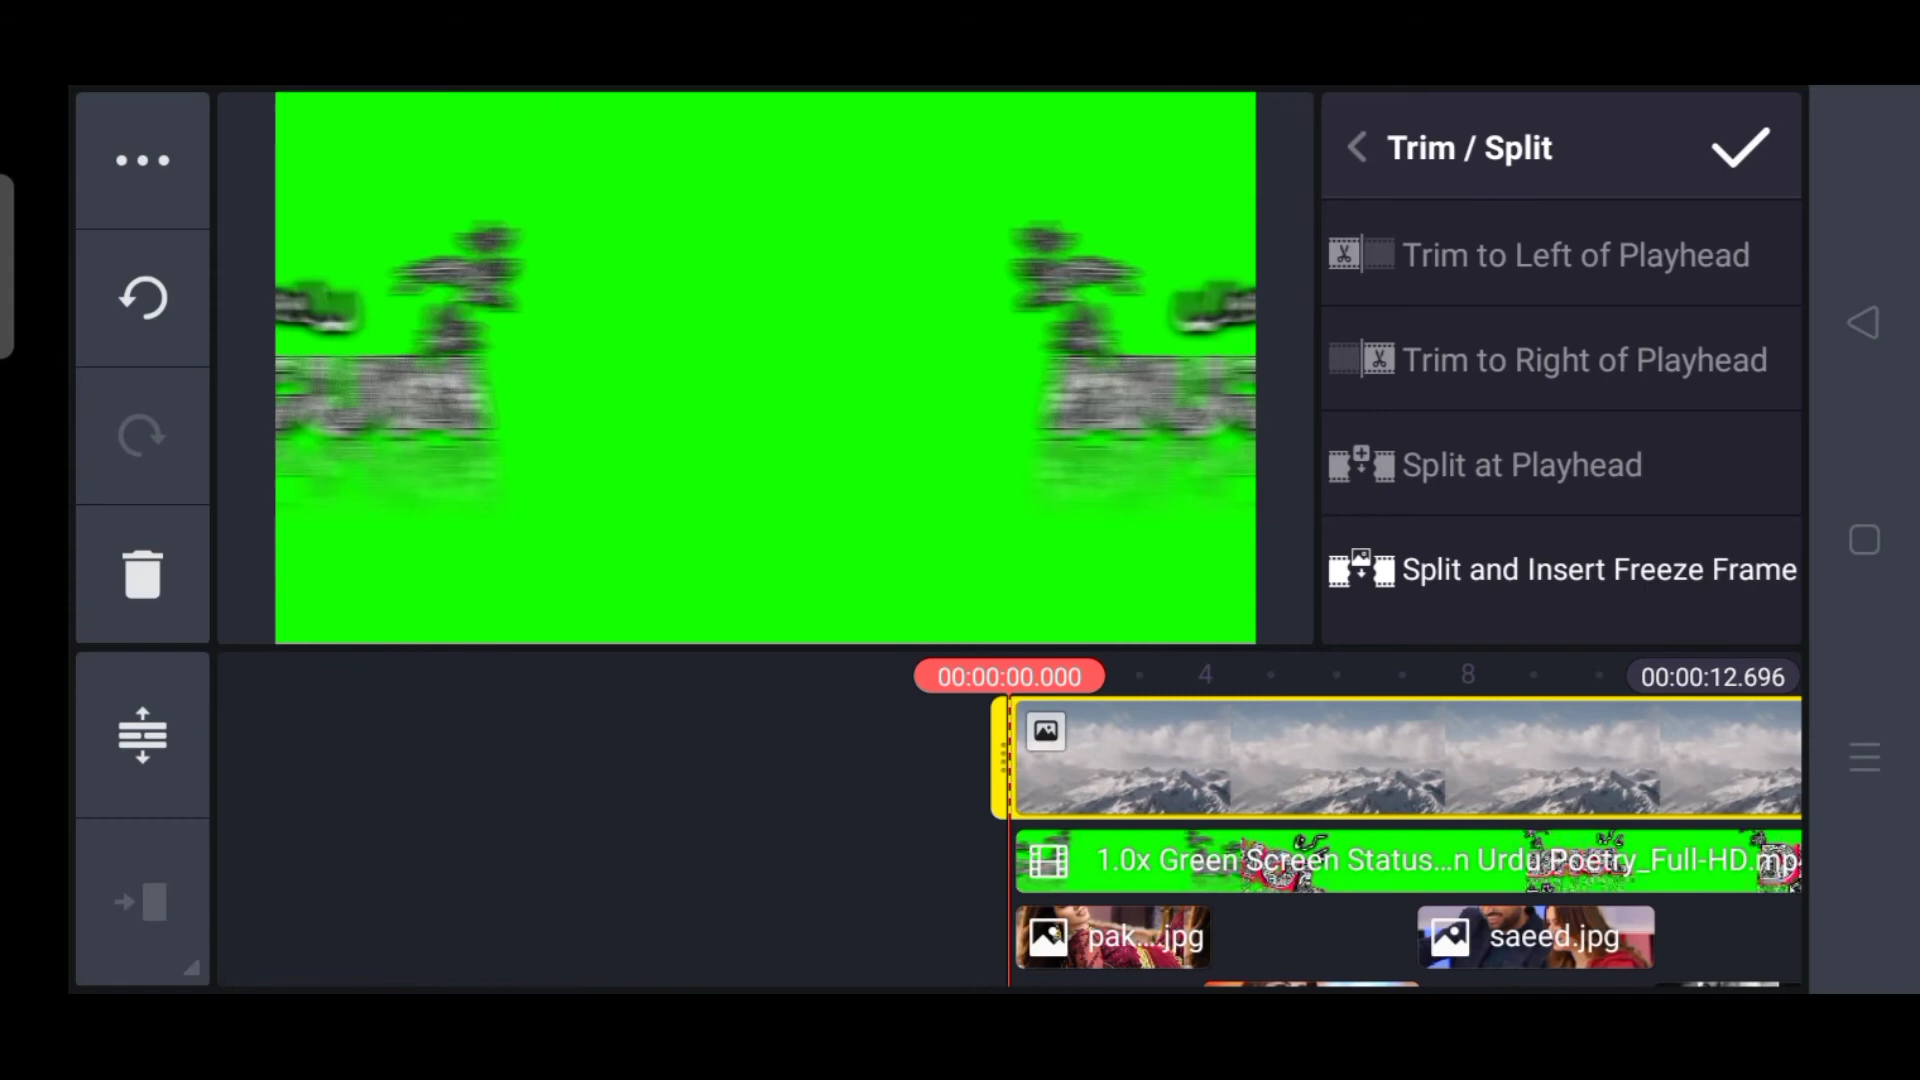 Trim / Split
Trim to Left of Playhead
Trim to Right of Playhead
Split at Playhead
Split and Insert Freeze Frame
00:00:00.000
4
8
00:00:12.696
1.0x Green Screen Status...n Urdu Poetry_Full-HD.mp
pak....jpg
saeed.jpg